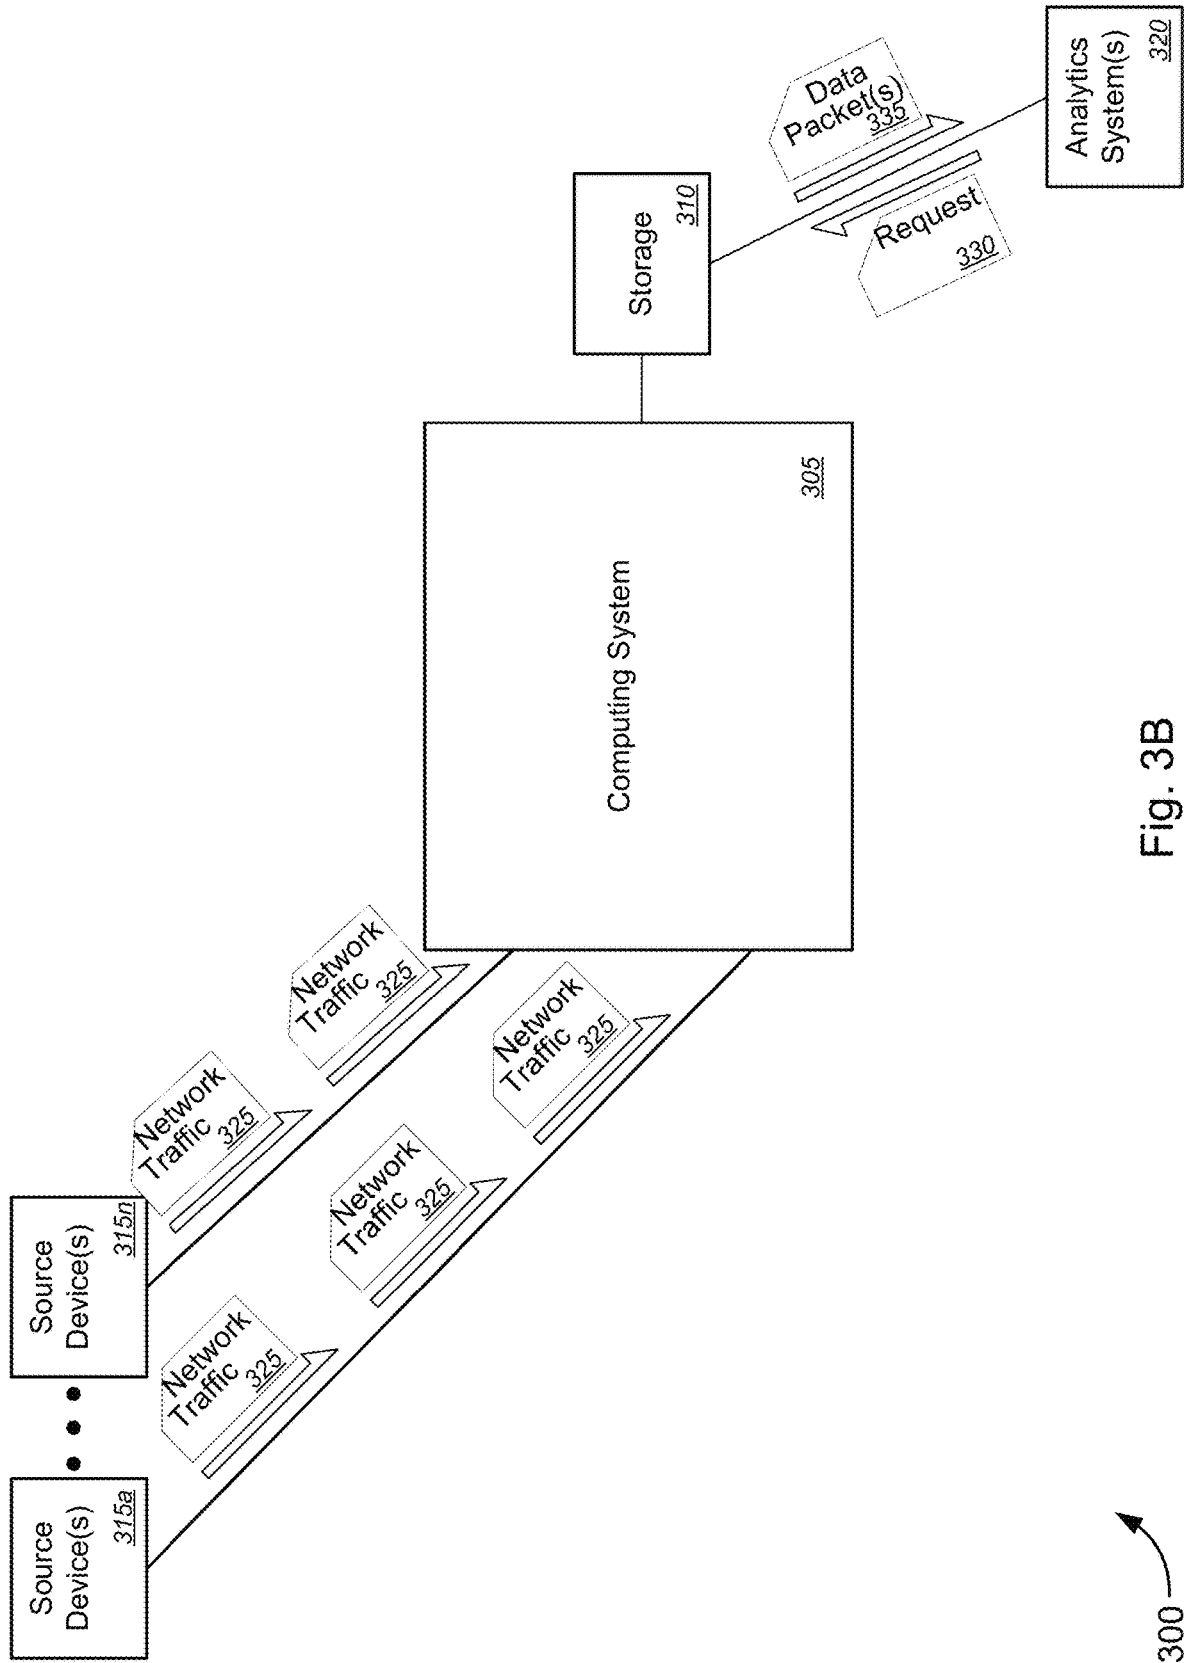 Source
Device(s)
315a
Source
Device(s)
315n
Network
Traffic
325
Network
Traffic
325
Network
Traffic
325
Network
Traffic
325
Network
Traffic
325
Computing System
305
Storage
310
Data
Packet(s)
335
Request
330
Analytics
System(s)
320
300
Fig. 3B